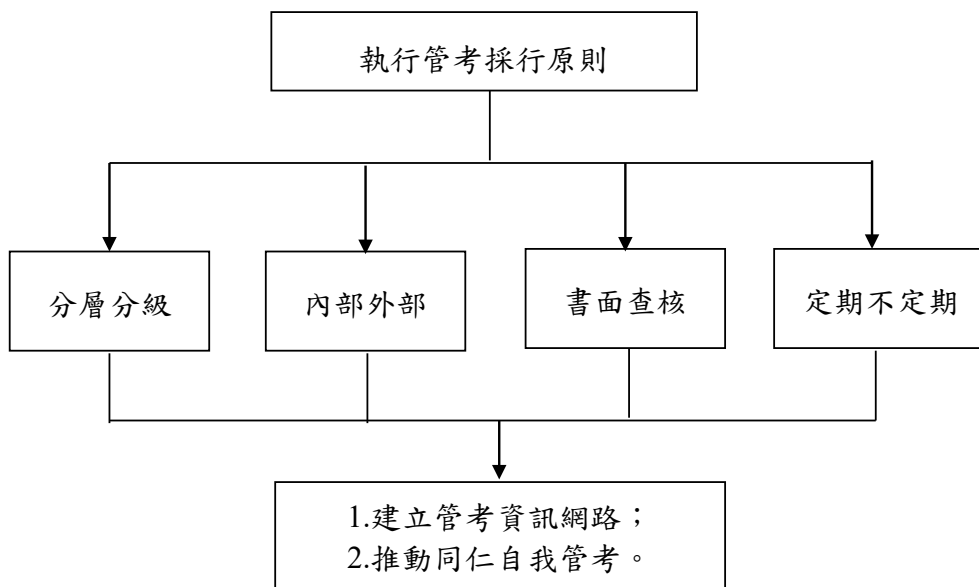 執行管考採行原則
分層分級
內部外部
書面查核
定期不定期
1.建立管考資訊網路；
2.推動同仁自我管考。